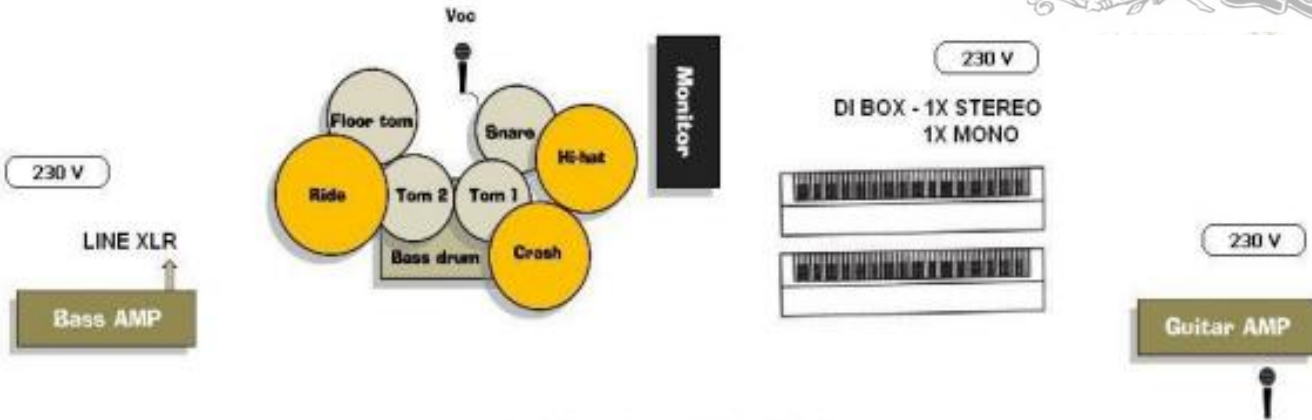 Voc
230 V
Monitor
DI BOX - 1X STEREO
1X MONO
Floor tom
Snare
Hi-hat
230 V
Ride
Tom 2
Tom 1
230 V
LINE XLR
Bass drum
Crash
Bass AMP
Guitar AMP